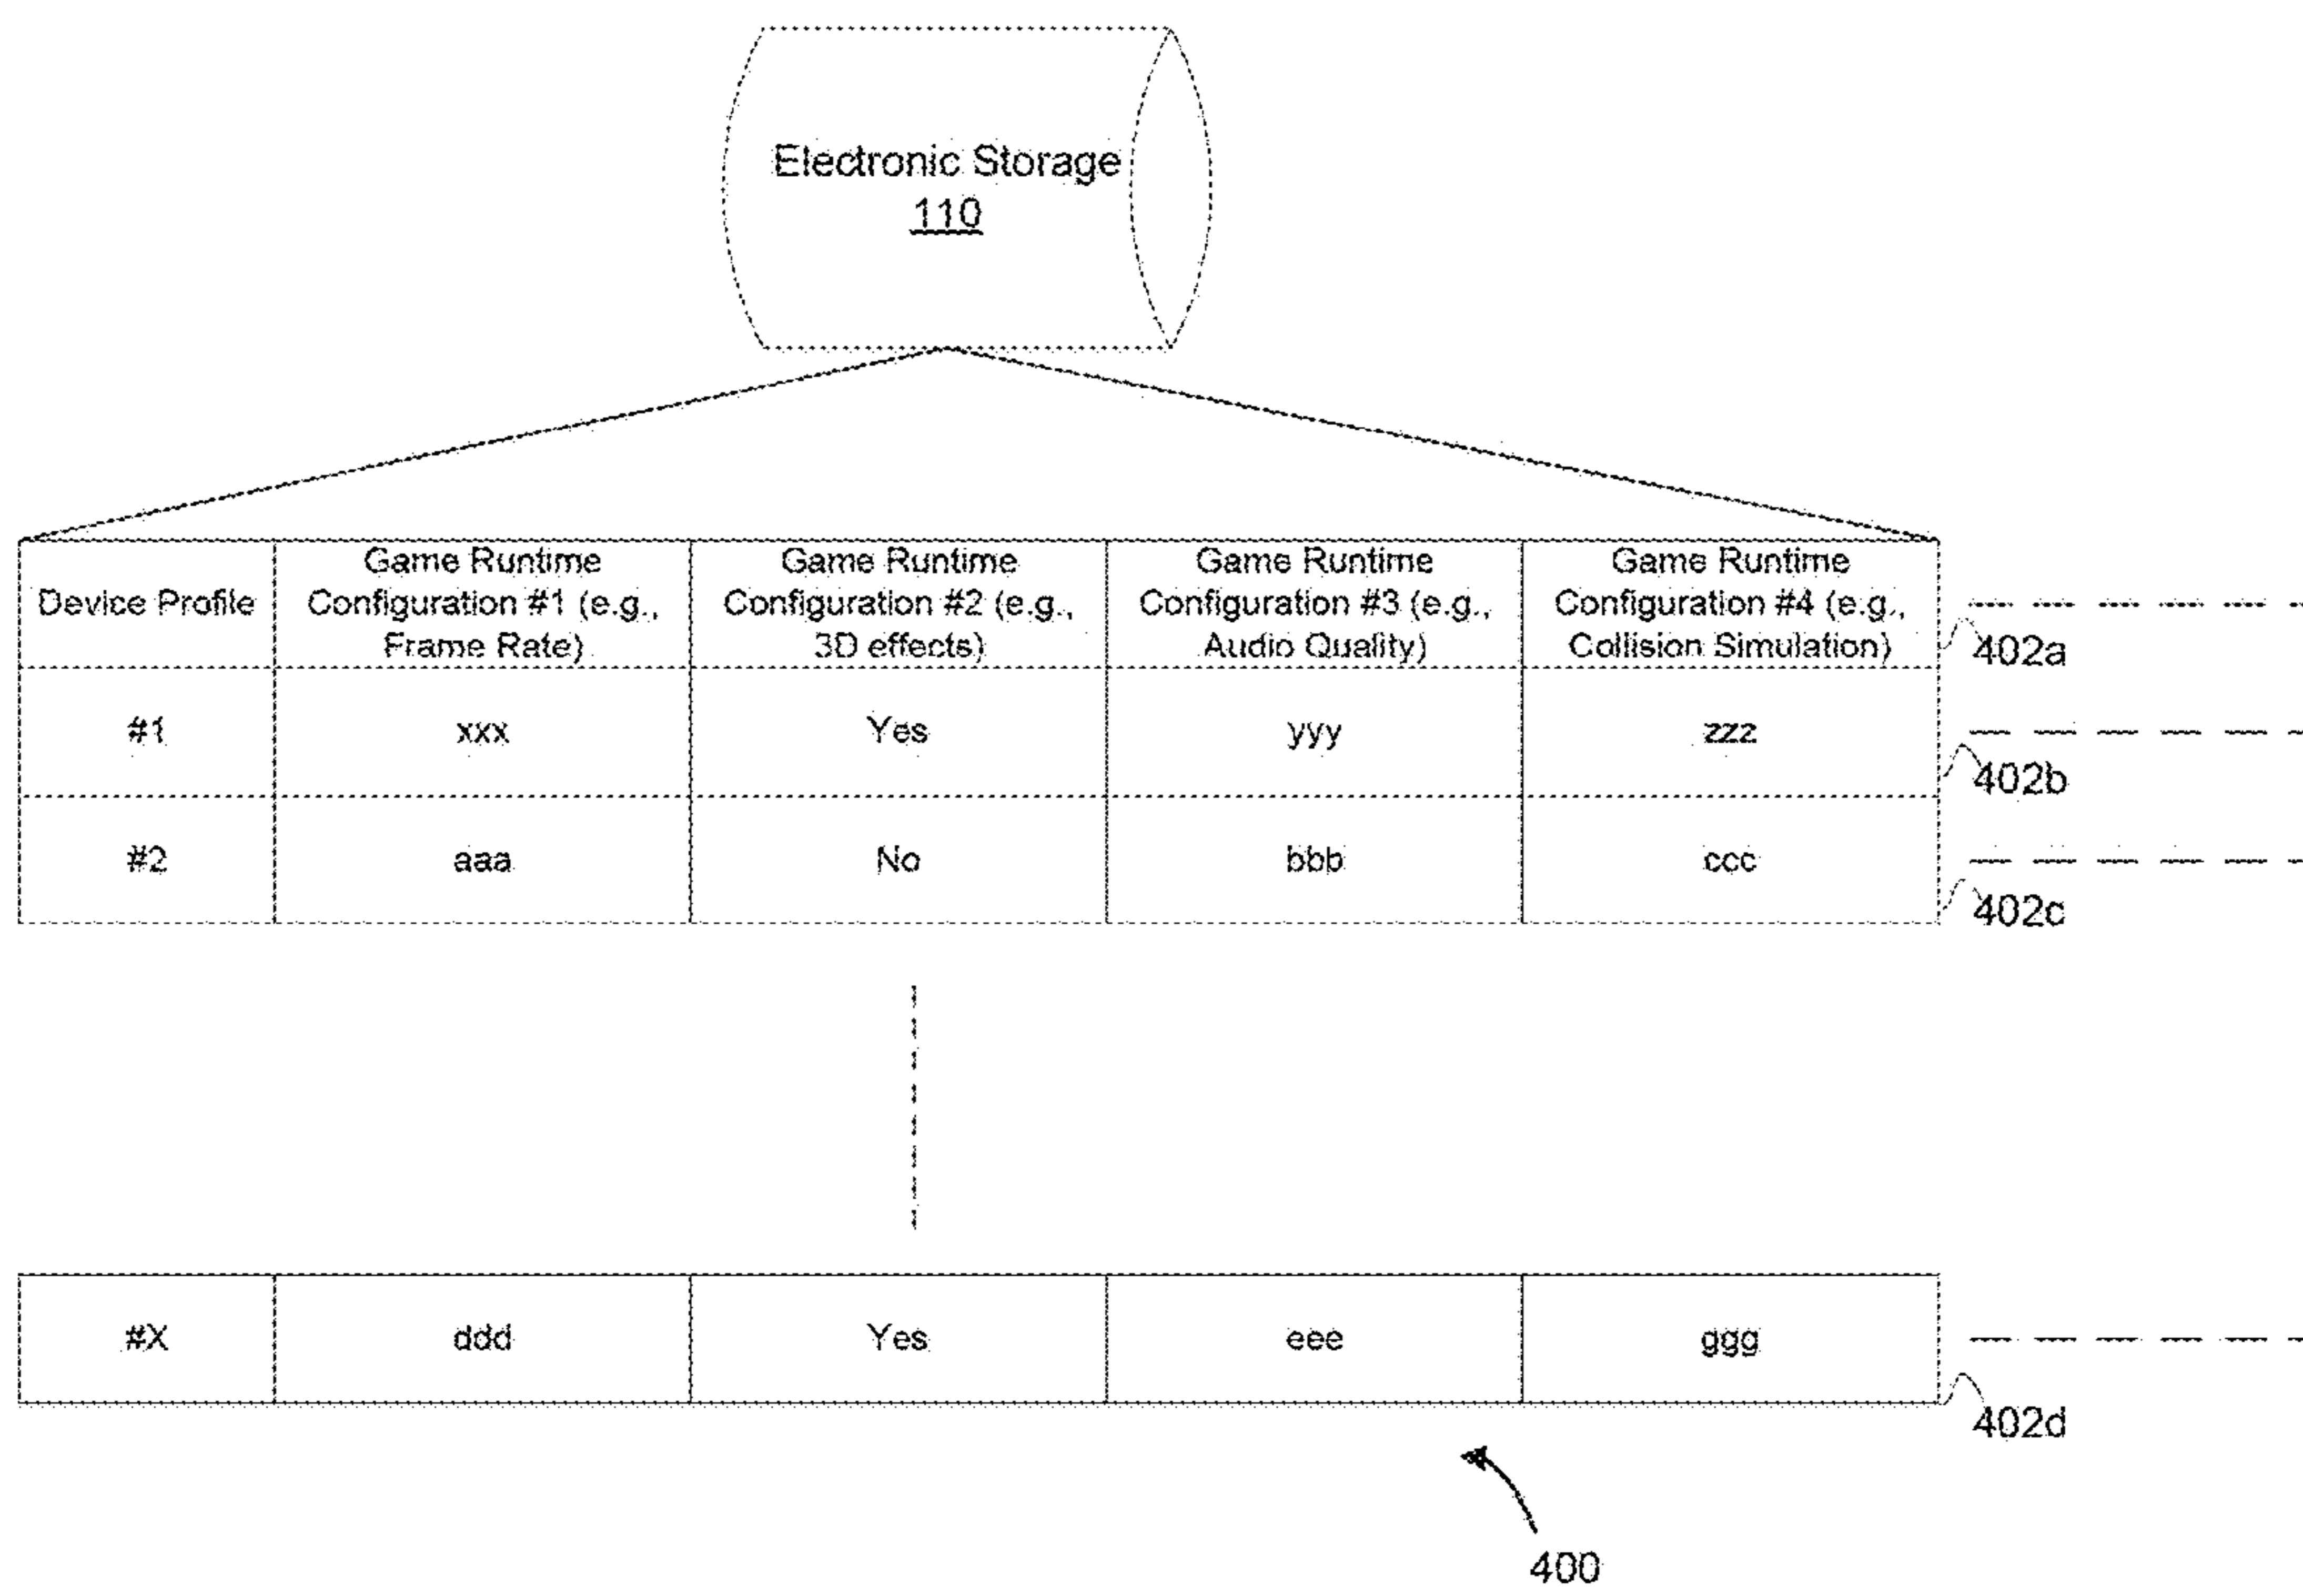 Electronic Storage
110
Device Profile
Game Runtime
Configuration #1 (e.g.,
Frame Rate)
Game Runtime
Configuration #2 (e.g.,
3D effects)
Game Runtime
Configuration #3 (e.g.,
Audio Quality)
Game Runtime
Configuration #4 (e.g.,
Collision Simulation)
402a
#1
xxx
Yes
yyy
zzz
402b
#2
aaa
No
bbb
ccc
402c
#X
ddd
Yes
eee
ggg
402d
400